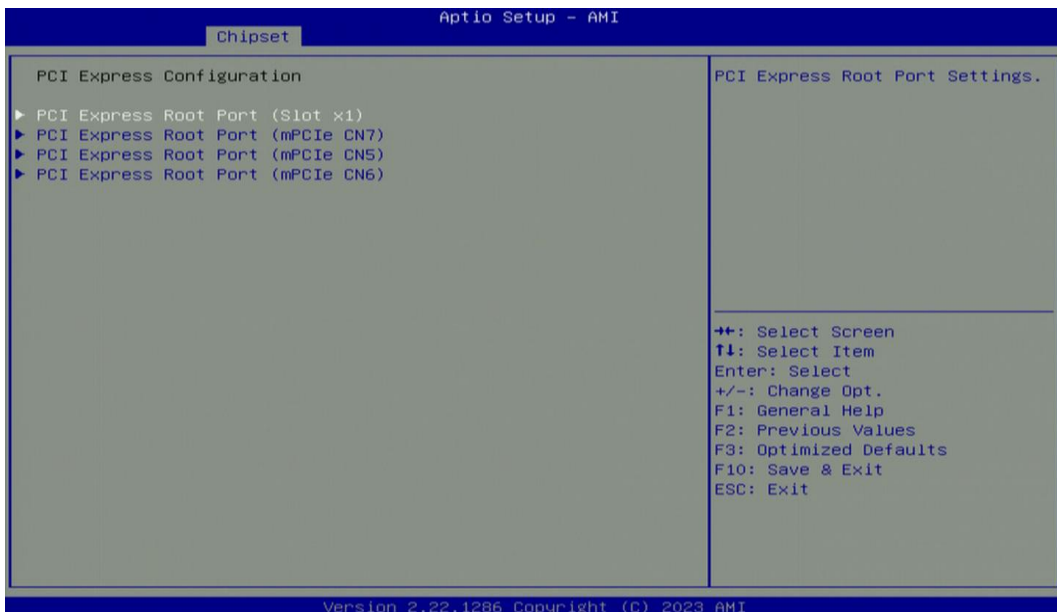 Aptio Setup - AMI
Chipset
PCI Express Configuration
▶ PCI Express Root Port (Slot x1)
▶ PCI Express Root Port (mPCIe CN7)
▶ PCI Express Root Port (mPCIe CN5)
▶ PCI Express Root Port (mPCIe CN6)
PCI Express Root Port Settings.
→←: Select Screen
↑↓: Select Item
Enter: Select
+/-: Change Opt.
F1: General Help
F2: Previous Values
F3: Optimized Defaults
F10: Save & Exit
ESC: Exit
Version 2.22.1286 Copyright (C) 2023 AMI